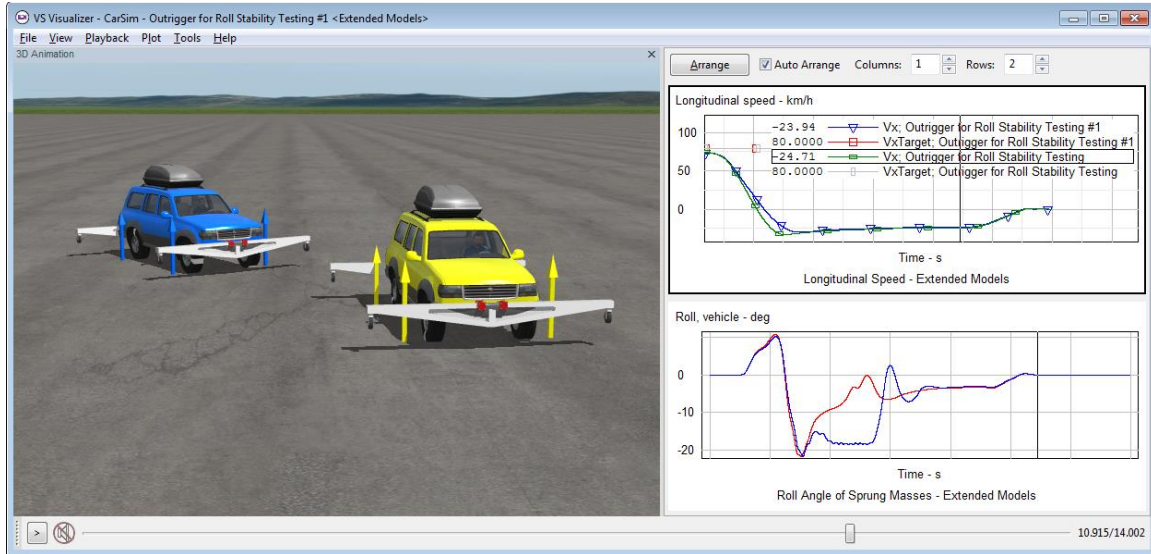 VS Visualizer - CarSim - Outrigger for Roll Stability Testing #1 <Extended Models>
File View Playback Plot Tools Help
3D Animation
Arrange Auto Arrange Columns: 1 Rows: 2
Longitudinal speed - km/h
100
50
0
-23.94 Vx; Outrigger for Roll Stability Testing #1
80.0000 VxTarget; Outrigger for Roll Stability Testing #1
-24.71 Vx; Outrigger for Roll Stability Testing
80.0000 VxTarget; Outrigger for Roll Stability Testing
Time - s
Longitudinal Speed - Extended Models
Roll, vehicle - deg
0
-10
-20
Time - s
Roll Angle of Sprung Masses - Extended Models
10.915/14.002